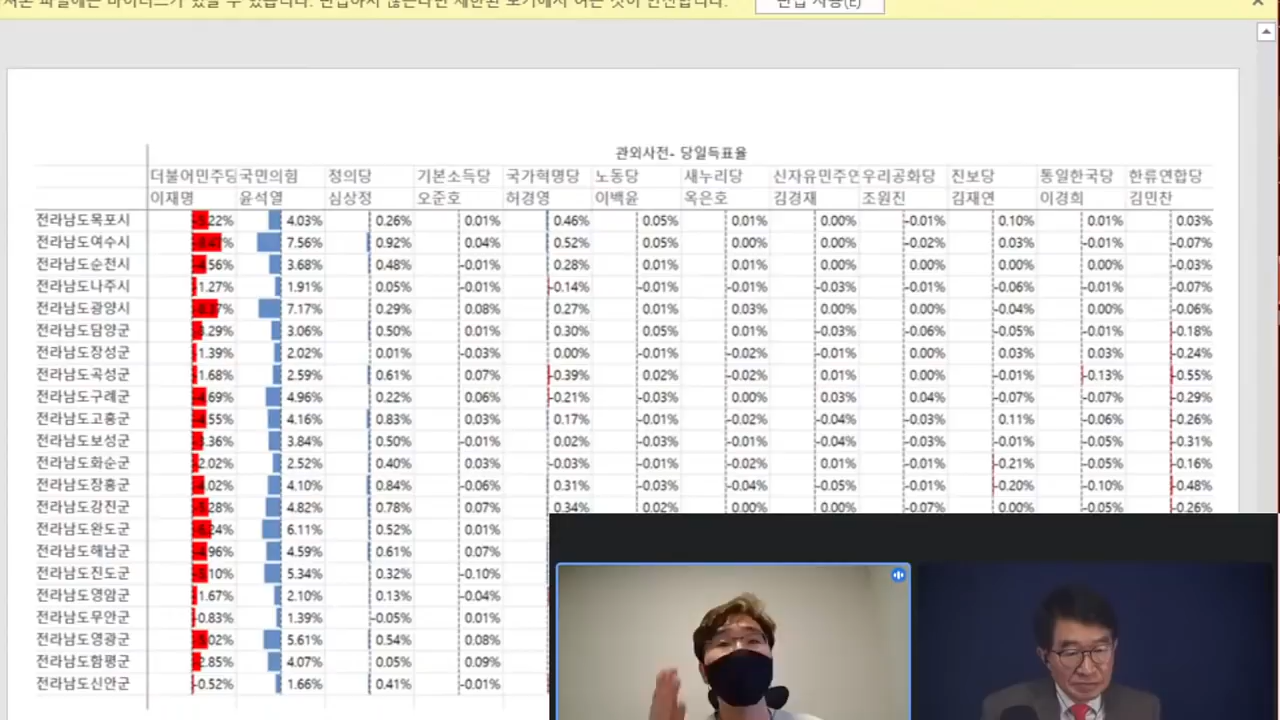 관외사전- 당일득표율
더불어민주당 국민의힘 정의당 기본소득당 국가혁명당 노동당 새누리당 신자유민주연 우리공화당 진보당 통일한국당 한류연합당
이재명 윤석열 심상정 오준호 허경영 이백윤 옥은호 김경재 조원진 김재연 이경희 김민찬
전라남도목포시 4.03% 0.26% 0.01% 0.46% 0.05% 0.01% 0.00% -0.01% 0.10% 0.01% 0.03%
전라남도여수시 7.56% 0.92% 0.04% 0.52% 0.05% 0.00% 0.00% -0.02% 0.03% -0.01% -0.07%
전라남도순천시 3.68% 0.48% -0.01% 0.28% 0.01% 0.01% 0.00% 0.00% 0.00% 0.00% -0.03%
전라남도나주시 1.27% 1.91% 0.05% -0.01% -0.14% -0.01% -0.01% -0.03% -0.01% -0.06% -0.01% -0.07%
전라남도광양시 7.17% 0.29% 0.08% 0.27% 0.01% 0.03% 0.00% 0.00% -0.04% 0.00% -0.06%
전라남도담양군 3.06% 0.50% 0.01% 0.30% 0.05% 0.01% -0.03% -0.06% -0.05% -0.01% -0.18%
전라남도장성군 1.39% 2.02% 0.01% -0.03% 0.00% -0.01% -0.02% -0.01% 0.00% 0.03% 0.03% -0.24%
전라남도곡성군 1.68% 2.59% 0.61% 0.07% -0.39% 0.02% -0.02% 0.01% 0.00% -0.01% -0.13% -0.55%
전라남도구례군 4.96% 0.22% 0.06% -0.21% -0.03% 0.00% 0.03% 0.04% -0.07% -0.07% -0.29%
전라남도고흥군 4.16% 0.83% 0.03% 0.17% -0.01% -0.02% -0.04% -0.03% 0.11% -0.06% -0.26%
전라남도보성군 3.84% 0.50% -0.01% 0.02% -0.03% -0.01% -0.04% -0.03% -0.01% -0.05% -0.31%
전라남도화순군 2.02% 2.52% 0.40% 0.03% -0.03% -0.01% -0.02% 0.01% -0.01% -0.21% -0.05% -0.16%
전라남도장흥군 4.10% 0.84% -0.06% 0.31% -0.03% -0.04% -0.05% -0.01% -0.20% -0.10% -0.48%
전라남도강진군 4.82% 0.78% 0.07% 0.34% 0.02% 0.00% 0.00% -0.07% 0.00% -0.05% -0.26%
전라남도완도군 6.11% 0.52% 0.01%
전라남도해남군 4.59% 0.61% 0.07%
전라남도진도군 5.34% 0.32% -0.10%
전라남도영암군 1.67% 2.10% 0.13% -0.04%
전라남도무안군 -0.83% 1.39% -0.05% 0.01%
전라남도영광군 5.61% 0.54% 0.08%
전라남도함평군 4.07% 0.05% 0.09%
전라남도신안군 -0.52% 1.66% 0.41% -0.01%